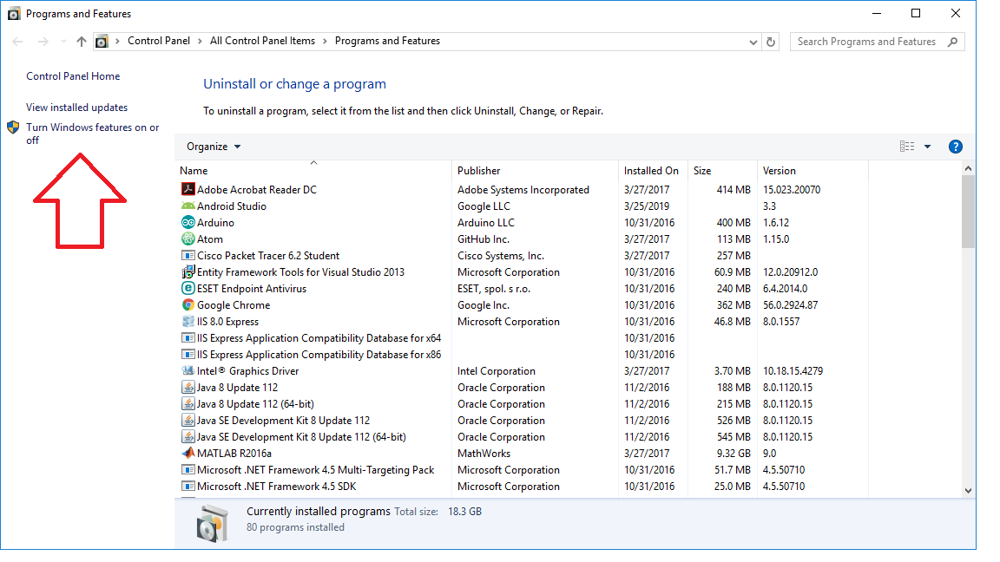 Programs and Features
Control Panel > All Control Panel Items > Programs and Features
Search Programs and Features
Control Panel Home
View installed updates
Turn Windows features on or
off
Uninstall or change a program
To uninstall a program, select it from the list and then click Uninstall, Change, or Repair.
Organize
Name Publisher Installed On Size Version
Adobe Acrobat Reader DC Adobe Systems Incorporated 3/27/2017 414 MB 15.023.20070
Android Studio Google LLC 3/25/2019 3.3
Arduino Arduino LLC 10/31/2016 400 MB 1.6.12
Atom GitHub Inc. 3/27/2017 113 MB 1.15.0
Cisco Packet Tracer 6.2 Student Cisco Systems, Inc. 3/27/2017 257 MB
Entity Framework Tools for Visual Studio 2013 Microsoft Corporation 10/31/2016 60.9 MB 12.0.20912.0
ESET Endpoint Antivirus ESET, spol. s r.o. 10/31/2016 240 MB 6.4.2014.0
Google Chrome Google Inc. 10/31/2016 362 MB 56.0.2924.87
IIS 8.0 Express Microsoft Corporation 10/31/2016 46.8 MB 8.0.1557
IIS Express Application Compatibility Database for x64 10/31/2016
IIS Express Application Compatibility Database for x86 10/31/2016
Intel® Graphics Driver Intel Corporation 3/27/2017 3.70 MB 10.18.15.4279
Java 8 Update 112 Oracle Corporation 11/2/2016 188 MB 8.0.1120.15
Java 8 Update 112 (64-bit) Oracle Corporation 11/2/2016 215 MB 8.0.1120.15
Java SE Development Kit 8 Update 112 Oracle Corporation 11/2/2016 526 MB 8.0.1120.15
Java SE Development Kit 8 Update 112 (64-bit) Oracle Corporation 11/2/2016 545 MB 8.0.1120.15
MATLAB R2016a MathWorks 3/27/2017 9.32 GB 9.0
Microsoft .NET Framework 4.5 Multi-Targeting Pack Microsoft Corporation 10/31/2016 51.7 MB 4.5.50710
Microsoft .NET Framework 4.5 SDK Microsoft Corporation 10/31/2016 25.0 MB 4.5.50710
Currently installed programs Total size: 18.3 GB
80 programs installed